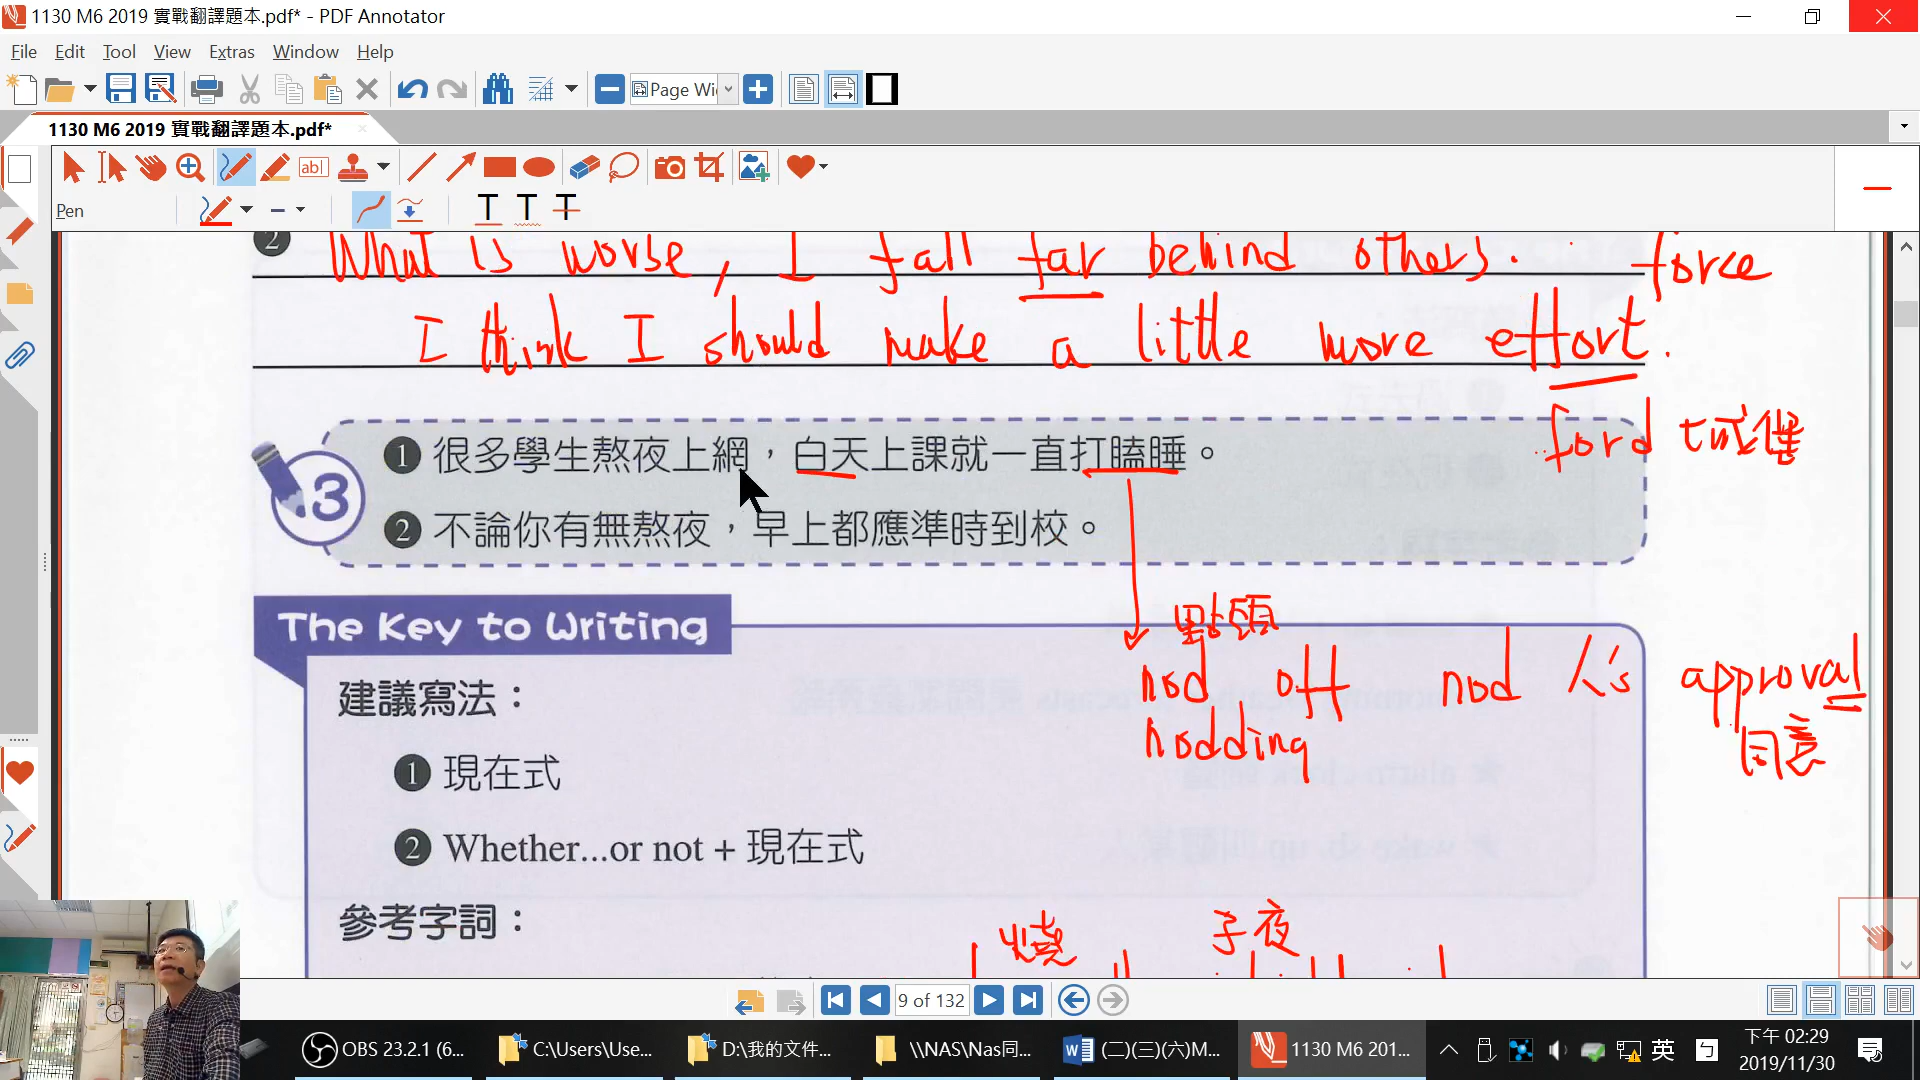 1130 M6 2019 實戰翻譯題本.pdf* - PDF Annotator
File Edit Tool View Extras Window Help
Page Wi
1130 M6 2019 實戰翻譯題本.pdf*
Pen
2 What is worse, I fall far behind others. force
I think I should make a little more effort.
ford
3
1 很多學生熬夜上網，白天上課就一直打瞌睡。
2 不論你有無熬夜，早上都應準時到校。
點頭
The Key to Writing
nod off nod 人's approval
nodding 同意
建議寫法：
1 現在式
2 Whether...or not + 現在式
參考字詞：
燒 子夜
9 of 132
OBS 23.2.1 (6...
C:\Users\Use...
D:\我的文件...
\\NAS\Nas同...
(二)(三)(六)M...
1130 M6 201...
英
下午 02:29
2019/11/30